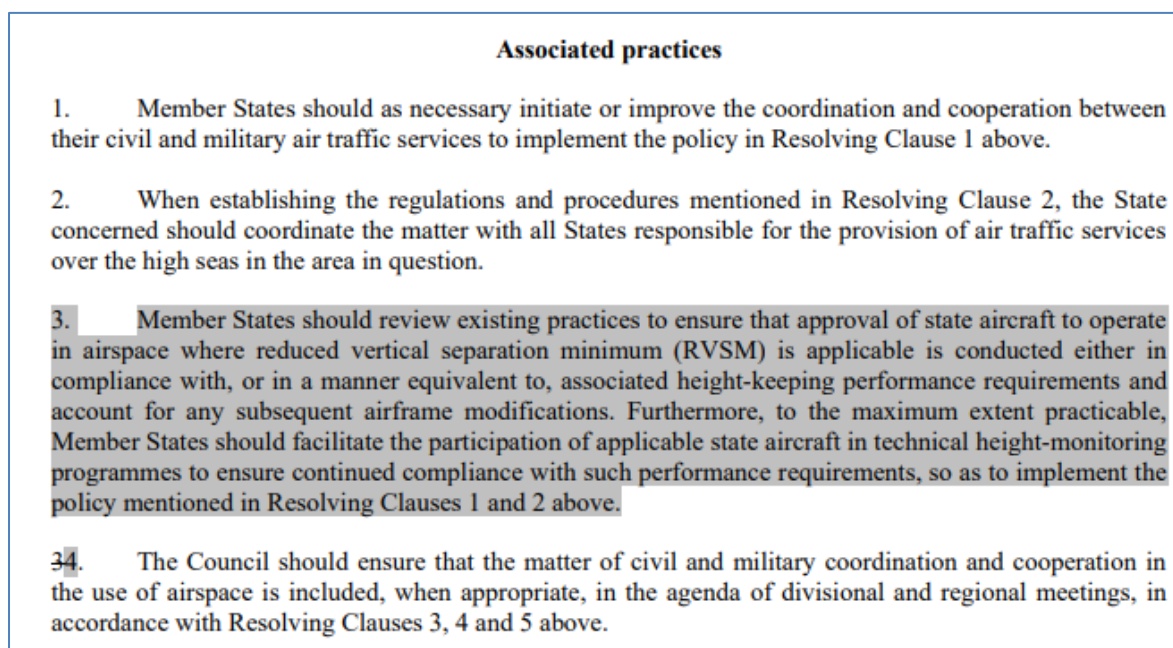 Associated practices
1. Member States should as necessary initiate or improve the coordination and cooperation between
their civil and military air traffic services to implement the policy in Resolving Clause 1 above.
2. When establishing the regulations and procedures mentioned in Resolving Clause 2, the State
concerned should coordinate the matter with all States responsible for the provision of air traffic services
over the high seas in the area in question.
3. Member States should review existing practices to ensure that approval of state aircraft to operate
in airspace where reduced vertical separation minimum (RVSM) is applicable is conducted either in
compliance with, or in a manner equivalent to, associated height-keeping performance requirements and
account for any subsequent airframe modifications. Furthermore, to the maximum extent practicable,
Member States should facilitate the participation of applicable state aircraft in technical height-monitoring
programmes to ensure continued compliance with such performance requirements, so as to implement the
policy mentioned in Resolving Clauses 1 and 2 above.
34. The Council should ensure that the matter of civil and military coordination and cooperation in
the use of airspace is included, when appropriate, in the agenda of divisional and regional meetings, in
accordance with Resolving Clauses 3, 4 and 5 above.